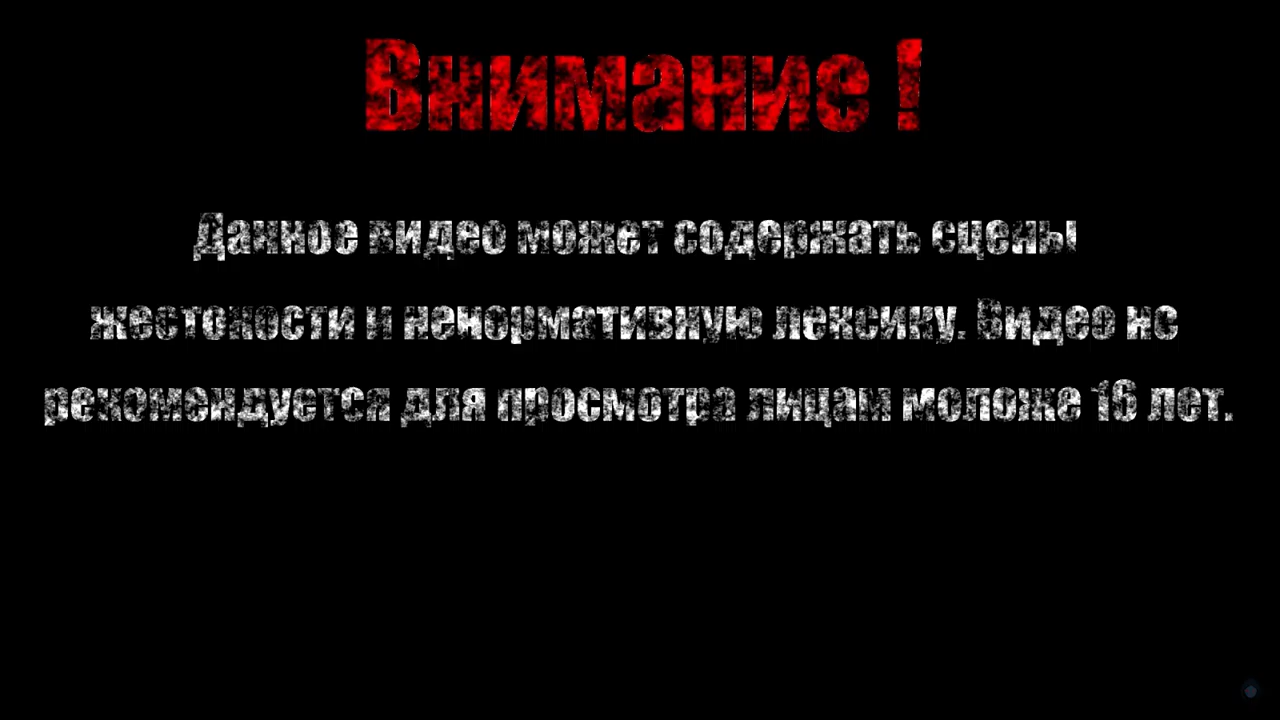 Внимание !
Данное видео может содержать сцены
жестокости и ненормативную лексику. Видео не
рекомендуется для просмотра лицам моложе 16 лет.